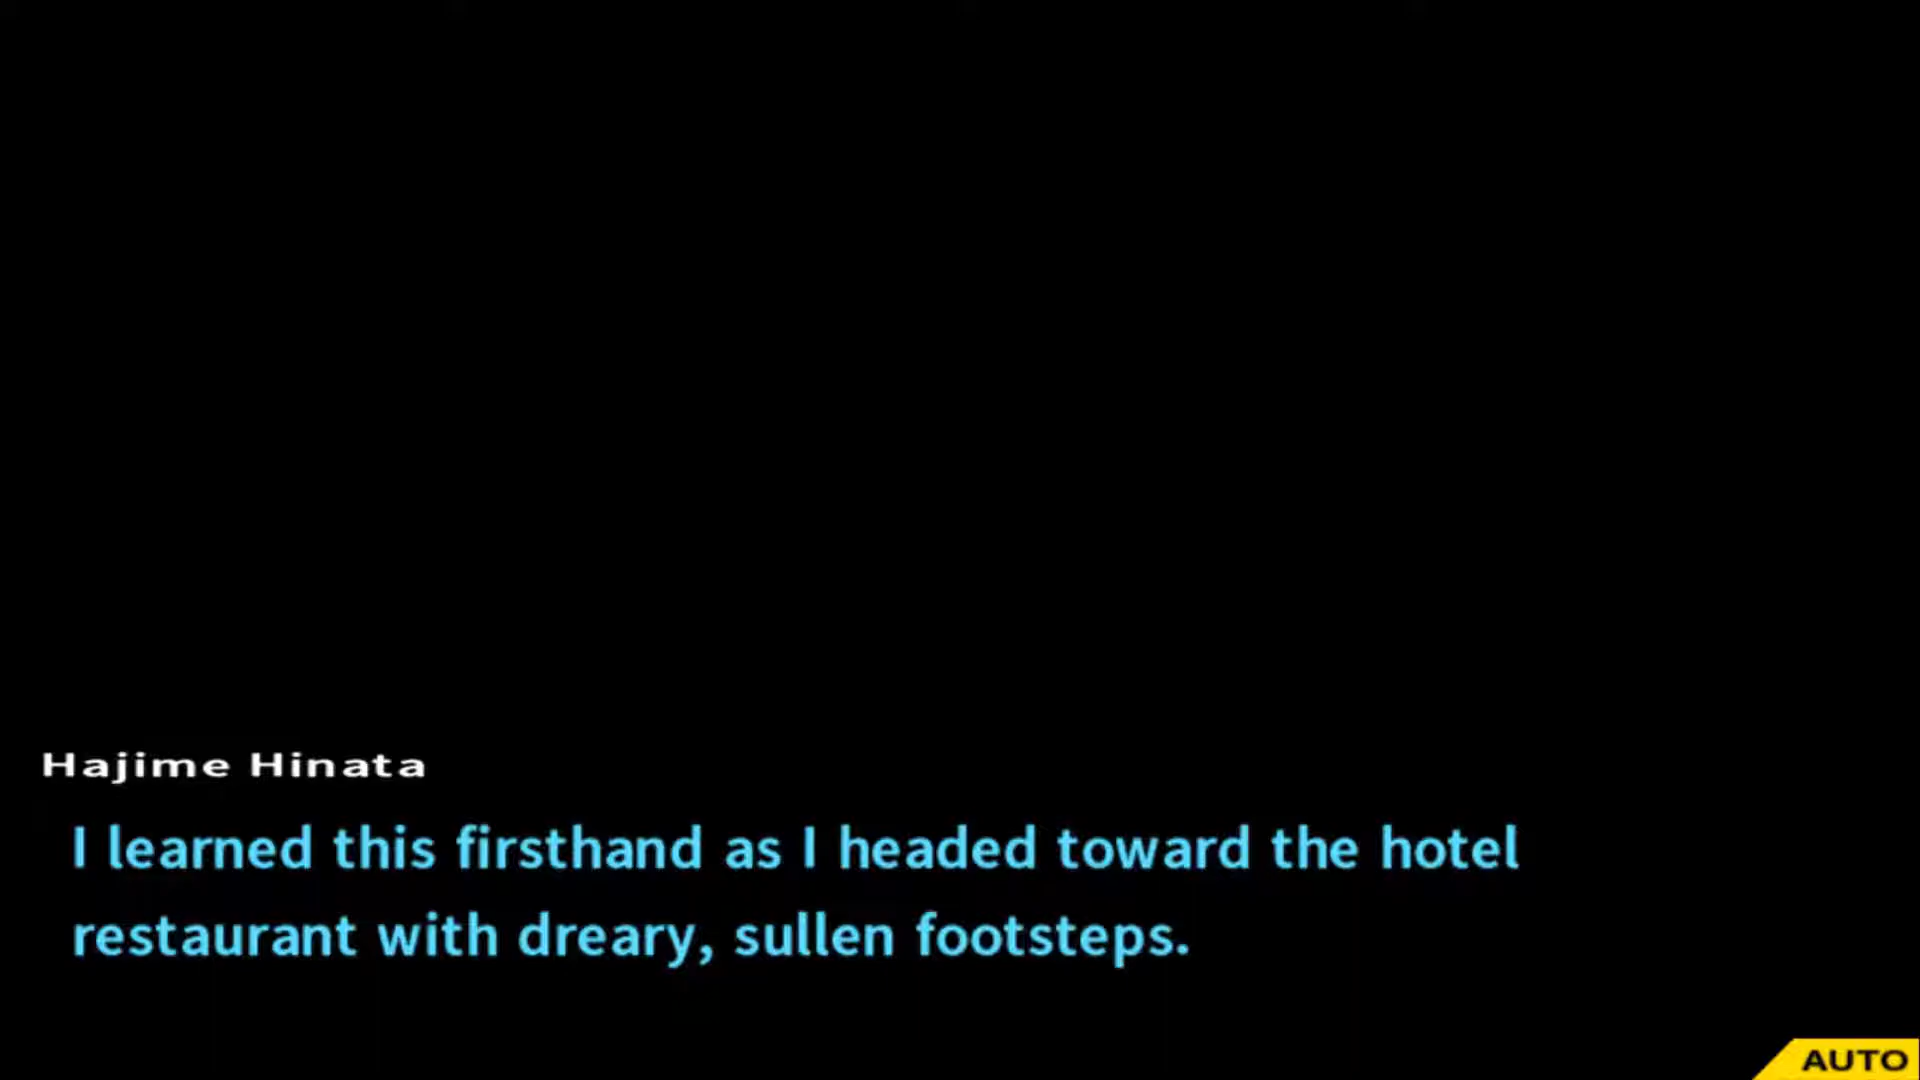 Hajime Hinata
I learned this firsthand as I headed toward the hotel
restaurant with dreary, sullen footsteps.
AUTO